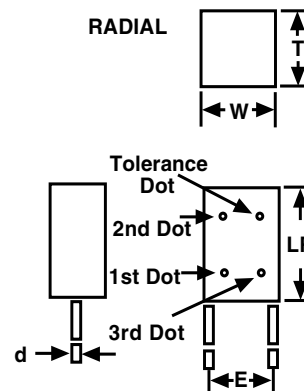 RADIAL
T
W
Tolerance
Dot
2nd Dot
1st Dot
3rd Dot
d
E